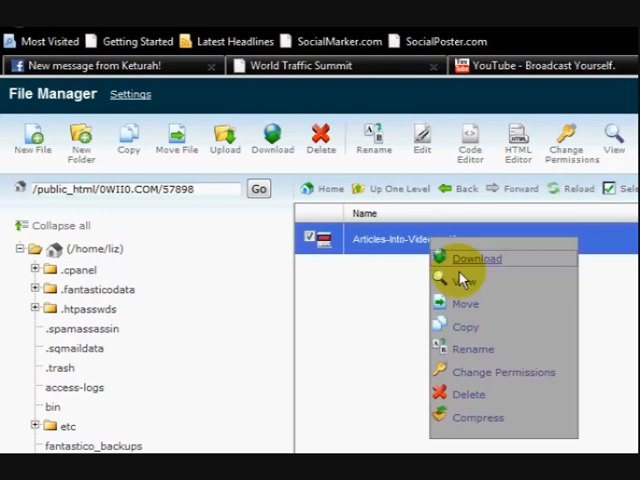 Most Visited Getting Started Latest Headlines SocialMarker.com SocialPoster.com
New message from Keturah! World Traffic Summit YouTube - Broadcast Yourself.
File Manager Settings
New File New Folder Copy Move File Upload Download Delete Rename Edit Code Editor HTML Editor Change Permissions View
/public_html/0WII0.COM/57898 Go Home Up One Level Back Forward Reload
Collapse all
Name
(/home/liz)
Articles-Into-Vide
.cpanel
Download
.fantasticodata
.htpasswds
Move
.spamassassin
Copy
.sqmaildata
Rename
.trash
Change Permissions
access-logs
Delete
bin
Compress
etc
fantastico_backups